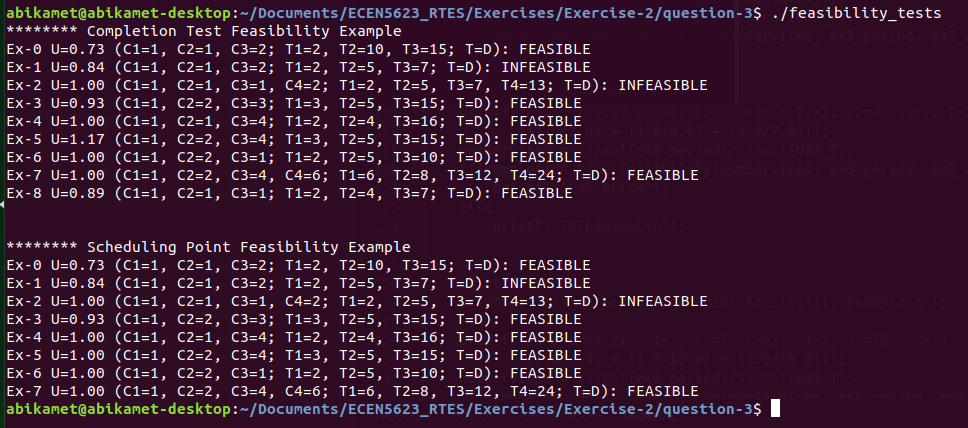 abikamet@abikamet-desktop:~/Documents/ECEN5623_RTES/Exercises/Exercise-2/question-3$ ./feasibility_tests
******** Completion Test Feasibility Example
Ex-0 U=0.73 (C1=1, C2=1, C3=2; T1=2, T2=10, T3=15; T=D): FEASIBLE
Ex-1 U=0.84 (C1=1, C2=1, C3=2; T1=2, T2=5, T3=7; T=D): INFEASIBLE
Ex-2 U=1.00 (C1=1, C2=1, C3=1, C4=2; T1=2, T2=5, T3=7, T4=13; T=D): INFEASIBLE
Ex-3 U=0.93 (C1=1, C2=2, C3=3; T1=3, T2=5, T3=15; T=D): FEASIBLE
Ex-4 U=1.00 (C1=1, C2=1, C3=4; T1=2, T2=4, T3=16; T=D): FEASIBLE
Ex-5 U=1.17 (C1=1, C2=2, C3=4; T1=3, T2=5, T3=15; T=D): FEASIBLE
Ex-6 U=1.00 (C1=1, C2=2, C3=1; T1=2, T2=5, T3=10; T=D): FEASIBLE
Ex-7 U=1.00 (C1=1, C2=2, C3=4, C4=6; T1=6, T2=8, T3=12, T4=24; T=D): FEASIBLE
Ex-8 U=0.89 (C1=1, C2=1, C3=1; T1=2, T2=4, T3=7; T=D): FEASIBLE
******** Scheduling Point Feasibility Example
Ex-0 U=0.73 (C1=1, C2=1, C3=2; T1=2, T2=10, T3=15; T=D): FEASIBLE
Ex-1 U=0.84 (C1=1, C2=1, C3=2; T1=2, T2=5, T3=7; T=D): INFEASIBLE
Ex-2 U=1.00 (C1=1, C2=1, C3=1, C4=2; T1=2, T2=5, T3=7, T4=13; T=D): INFEASIBLE
Ex-3 U=0.93 (C1=1, C2=2, C3=3; T1=3, T2=5, T3=15; T=D): FEASIBLE
Ex-4 U=1.00 (C1=1, C2=1, C3=4; T1=2, T2=4, T3=16; T=D): FEASIBLE
Ex-5 U=1.00 (C1=1, C2=2, C3=4; T1=3, T2=5, T3=15; T=D): FEASIBLE
Ex-6 U=1.00 (C1=1, C2=2, C3=1; T1=2, T2=5, T3=10; T=D): FEASIBLE
Ex-7 U=1.00 (C1=1, C2=2, C3=4, C4=6; T1=6, T2=8, T3=12, T4=24; T=D): FEASIBLE
abikamet@abikamet-desktop:~/Documents/ECEN5623_RTES/Exercises/Exercise-2/question-3$